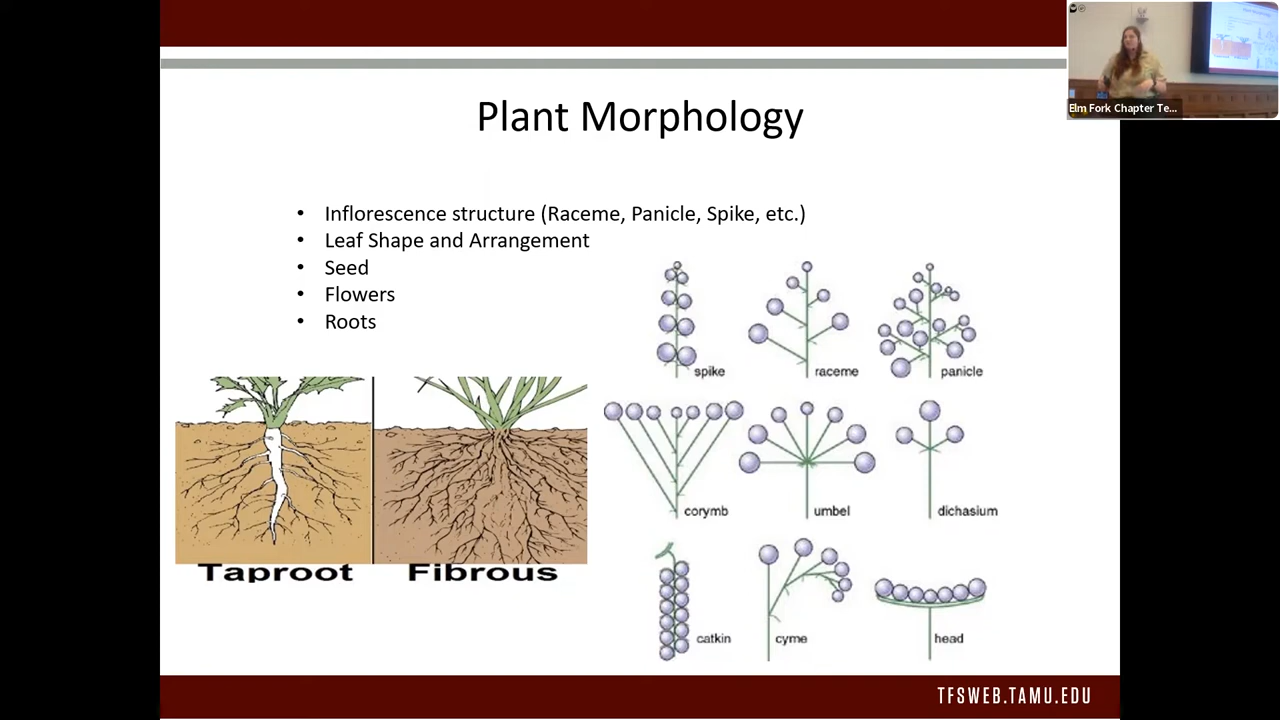 Plant Morphology
Elm Fork Chapter Te...
• Inflorescence structure (Raceme, Panicle, Spike, etc.)
• Leaf Shape and Arrangement
• Seed
• Flowers
• Roots
spike
raceme
panicle
corymb
umbel
dichasium
Taproot
Fibrous
catkin
cyme
head
TFSWEB.TAMU.EDU